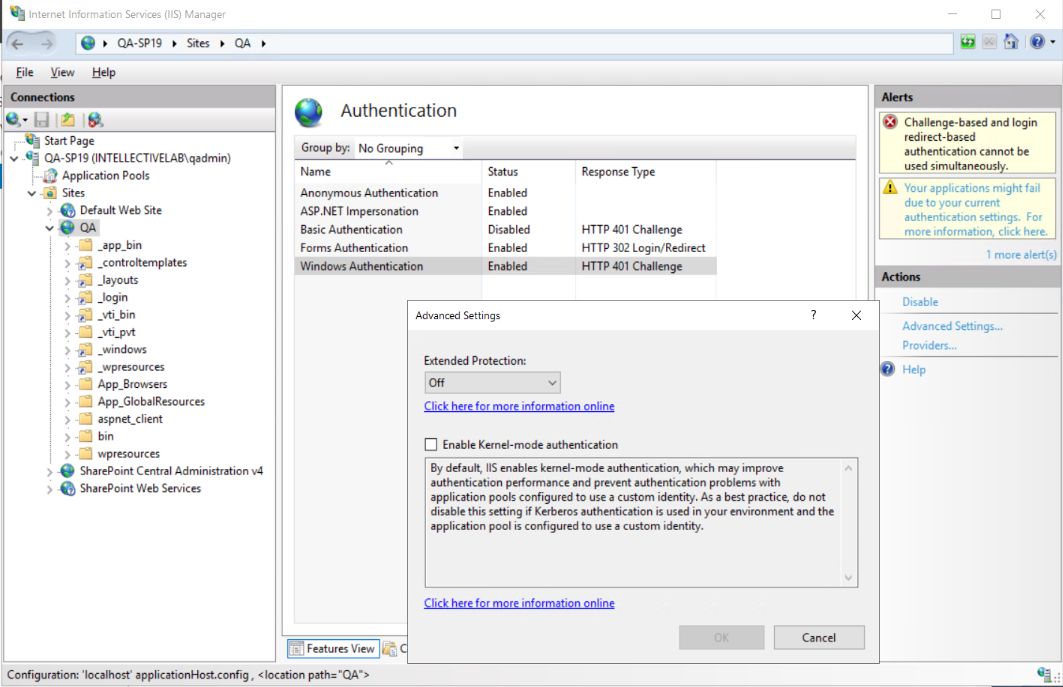 Internet Information Services (IIS) Manager
QA-SP19 Sites QA
File View Help
Connections
Start Page
QA-SP19 (INTELLECTIVELAB\qadmin)
Application Pools
Sites
Default Web Site
QA
_app_bin
_controltemplates
_layouts
_login
_vti_bin
_vti_pvt
_windows
_wpresources
App_Browsers
App_GlobalResources
aspnet_client
bin
wpresources
SharePoint Central Administration v4
SharePoint Web Services
Authentication
Group by: No Grouping
Name Status Response Type
Anonymous Authentication Enabled
ASP.NET Impersonation Enabled
Basic Authentication Disabled HTTP 401 Challenge
Forms Authentication Enabled HTTP 302 Login/Redirect
Windows Authentication Enabled HTTP 401 Challenge
Alerts
Challenge-based and login
redirect-based
authentication cannot be
used simultaneously.
Your applications might fail
due to your current
authentication settings. For
more information, click here.
1 more alert(s)
Actions
Disable
Advanced Settings...
Providers...
Help
Advanced Settings
?
Extended Protection:
Off
Click here for more information online
Enable Kernel-mode authentication
By default, IIS enables kernel-mode authentication, which may improve
authentication performance and prevent authentication problems with
application pools configured to use a custom identity. As a best practice, do not
disable this setting if Kerberos authentication is used in your environment and the
application pool is configured to use a custom identity.
Click here for more information online
OK Cancel
Features View C
Configuration: 'localhost' applicationHost.config , <location path="QA">